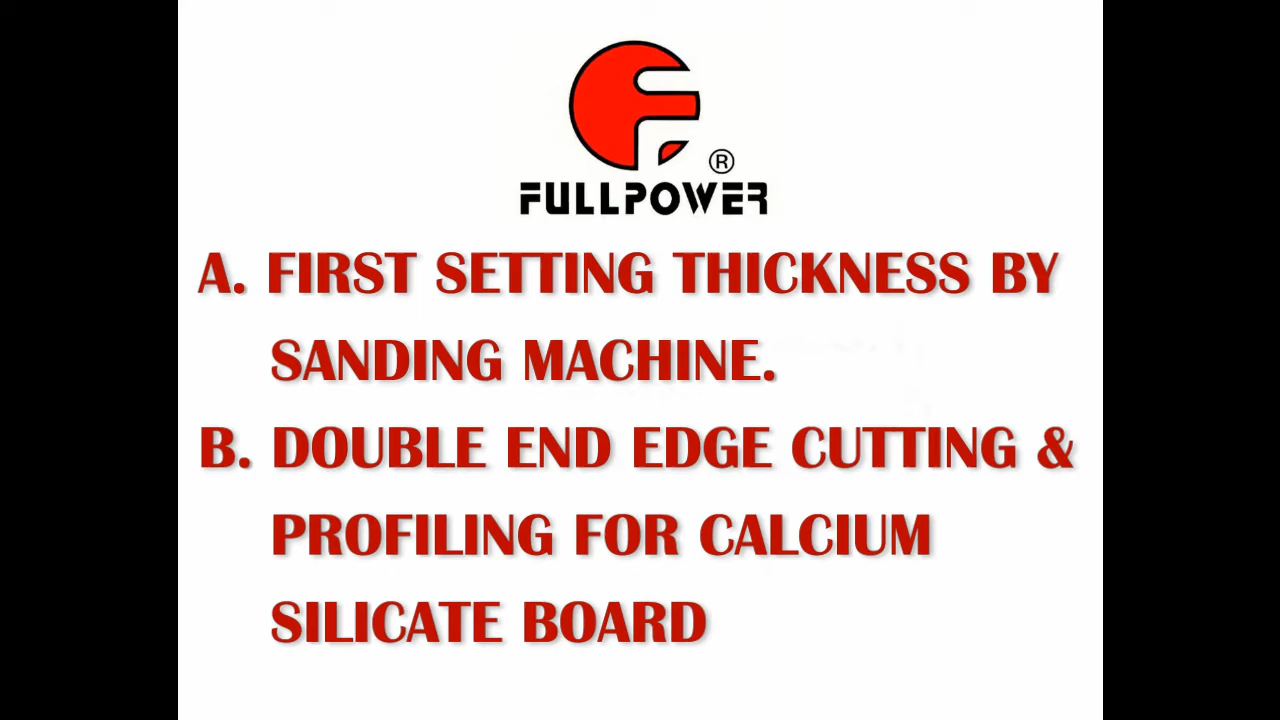 ®
FULLPOWER
A. FIRST SETTING THICKNESS BY
SANDING MACHINE.
B. DOUBLE END EDGE CUTTING &
PROFILING FOR CALCIUM
SILICATE BOARD